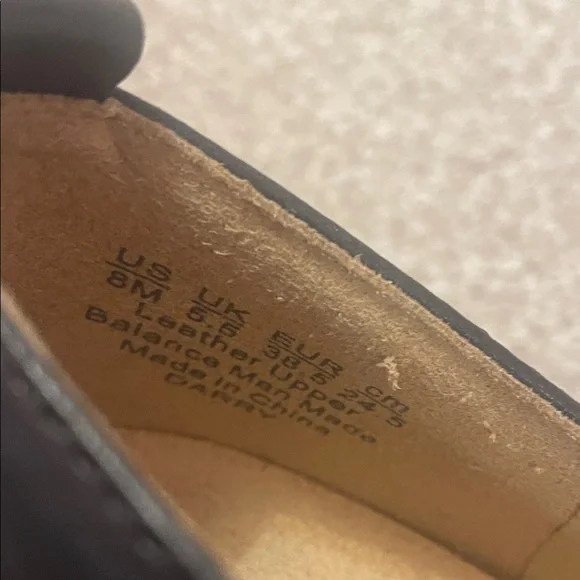 US UK EUR cm
8M 5.5 38.5 24.5
Leather Upper
Balance Man Made
Made in China
DARRY